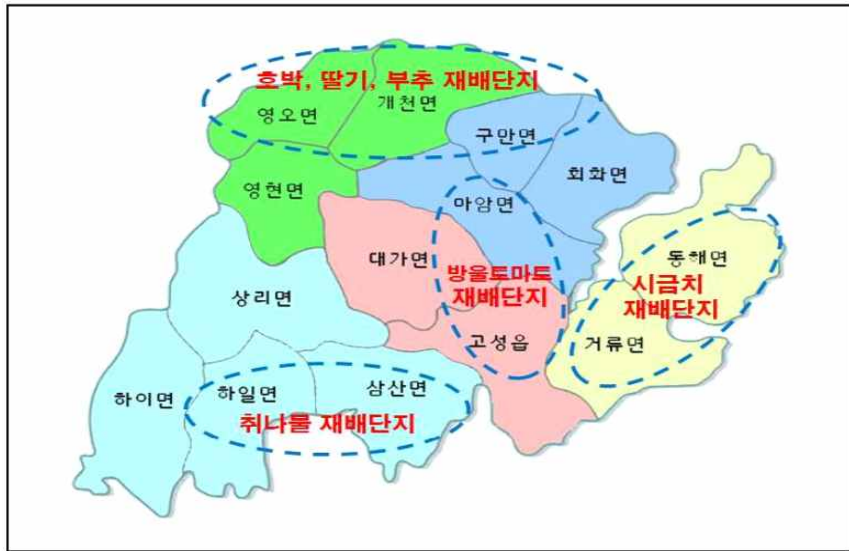 호박, 딸기, 부추 재배단지
영오면
개천면
구만면
영현면
회화면
마암면
대가면
동해면
방울토마토
재배단지
시금치
재배단지
상리면
고성읍
거류면
하이면
하일면
삼산면
취나물 재배단지